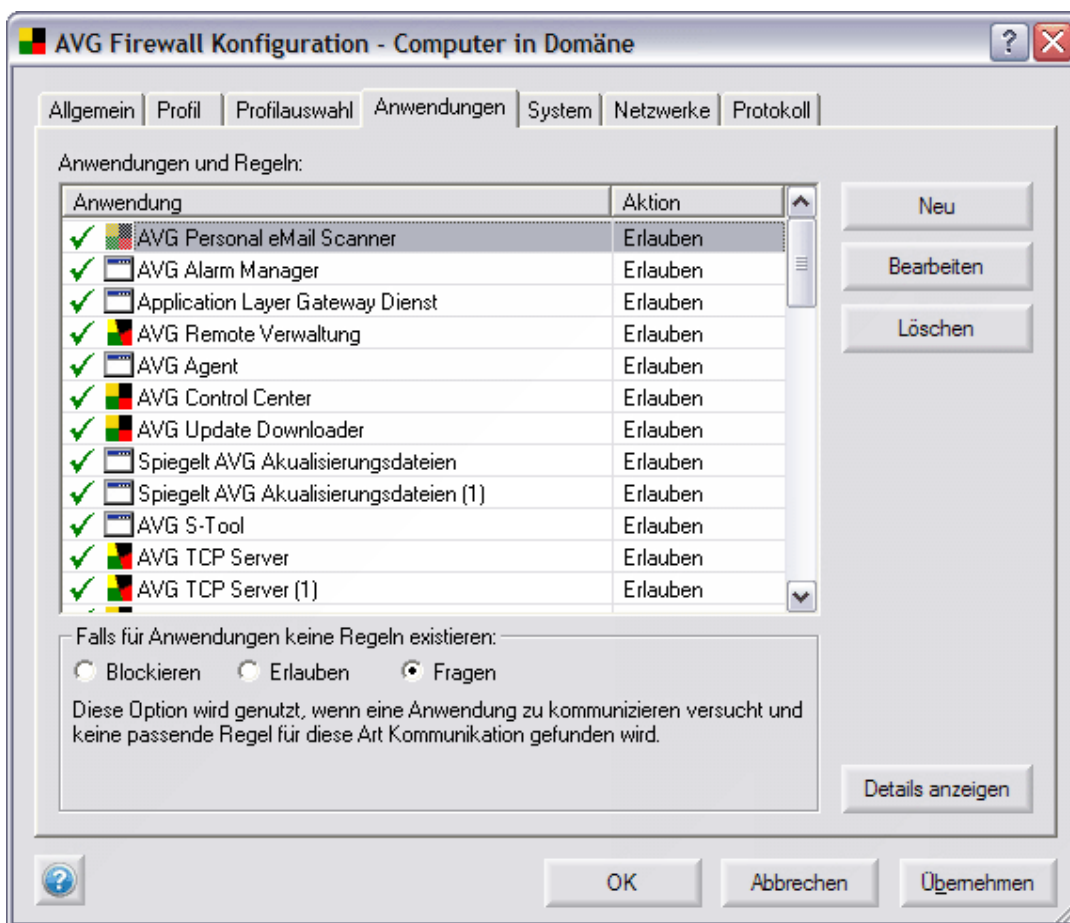 AVG Firewall Konfiguration - Computer in Domäne
Allgemein Profil Profilauswahl Anwendungen System Netzwerke Protokoll
Anwendungen und Regeln:
Anwendung Aktion
AVG Personal eMail Scanner Erlauben
AVG Alarm Manager Erlauben
Application Layer Gateway Dienst Erlauben
AVG Remote Verwaltung Erlauben
AVG Agent Erlauben
AVG Control Center Erlauben
AVG Update Downloader Erlauben
Spiegelt AVG Akualisierungsdateien Erlauben
Spiegelt AVG Akualisierungsdateien (1) Erlauben
AVG S-Tool Erlauben
AVG TCP Server Erlauben
AVG TCP Server (1) Erlauben
Neu
Bearbeiten
Löschen
Falls für Anwendungen keine Regeln existieren:
Blockieren Erlauben Fragen
Diese Option wird genutzt, wenn eine Anwendung zu kommunizieren versucht und
keine passende Regel für diese Art Kommunikation gefunden wird.
Details anzeigen
OK Abbrechen Übernehmen